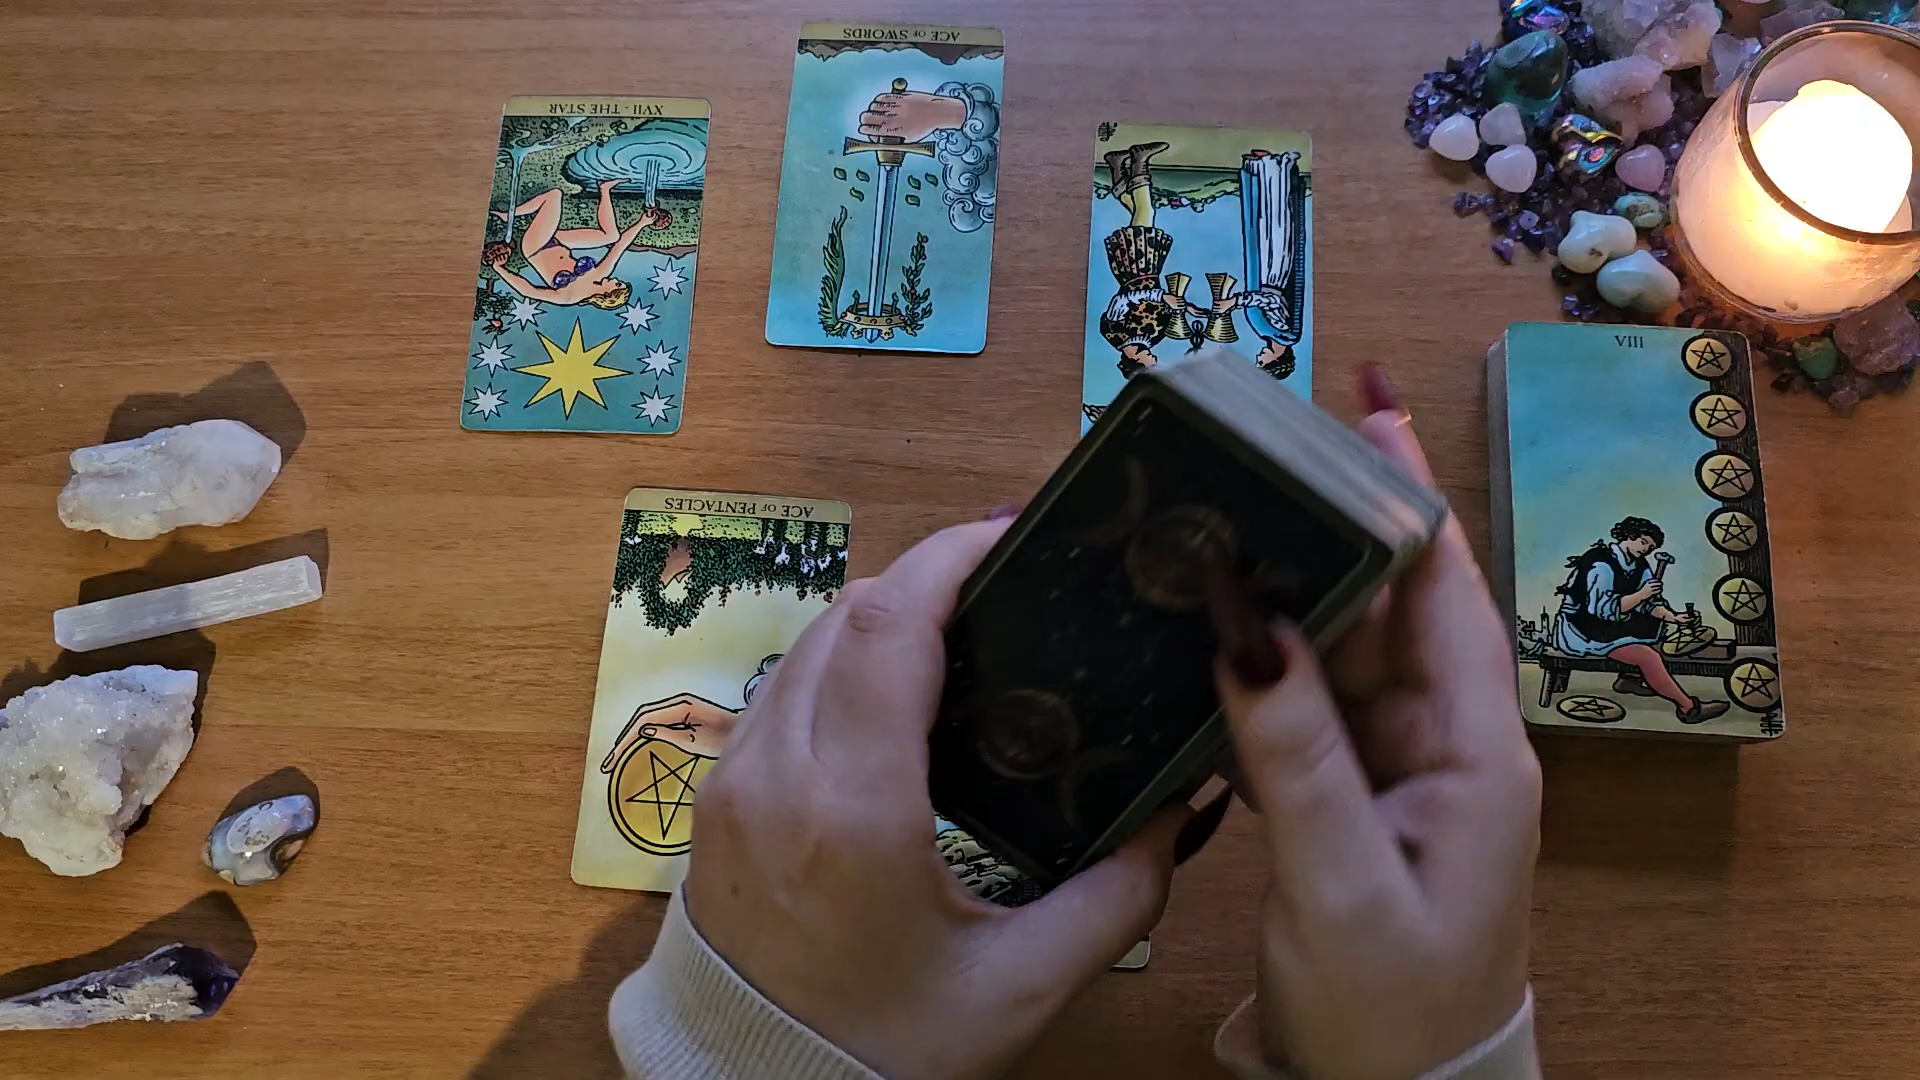 XVII - THE STAR
ACE OF SWORDS
VIII
ACE OF PENTACLES